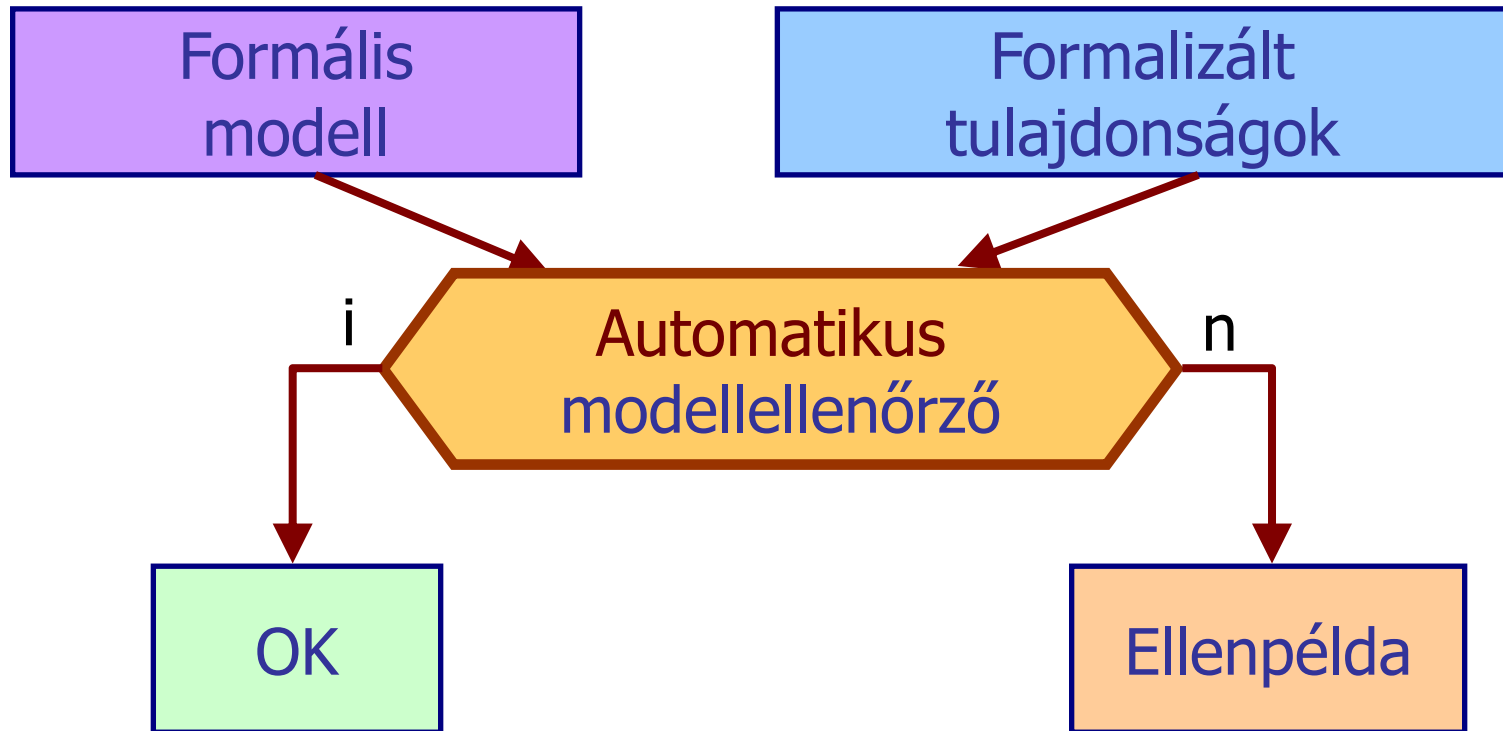 Formális
modell
Formalizált
tulajdonságok
i
Automatikus
modellellenőrző
n
OK
Ellenpélda